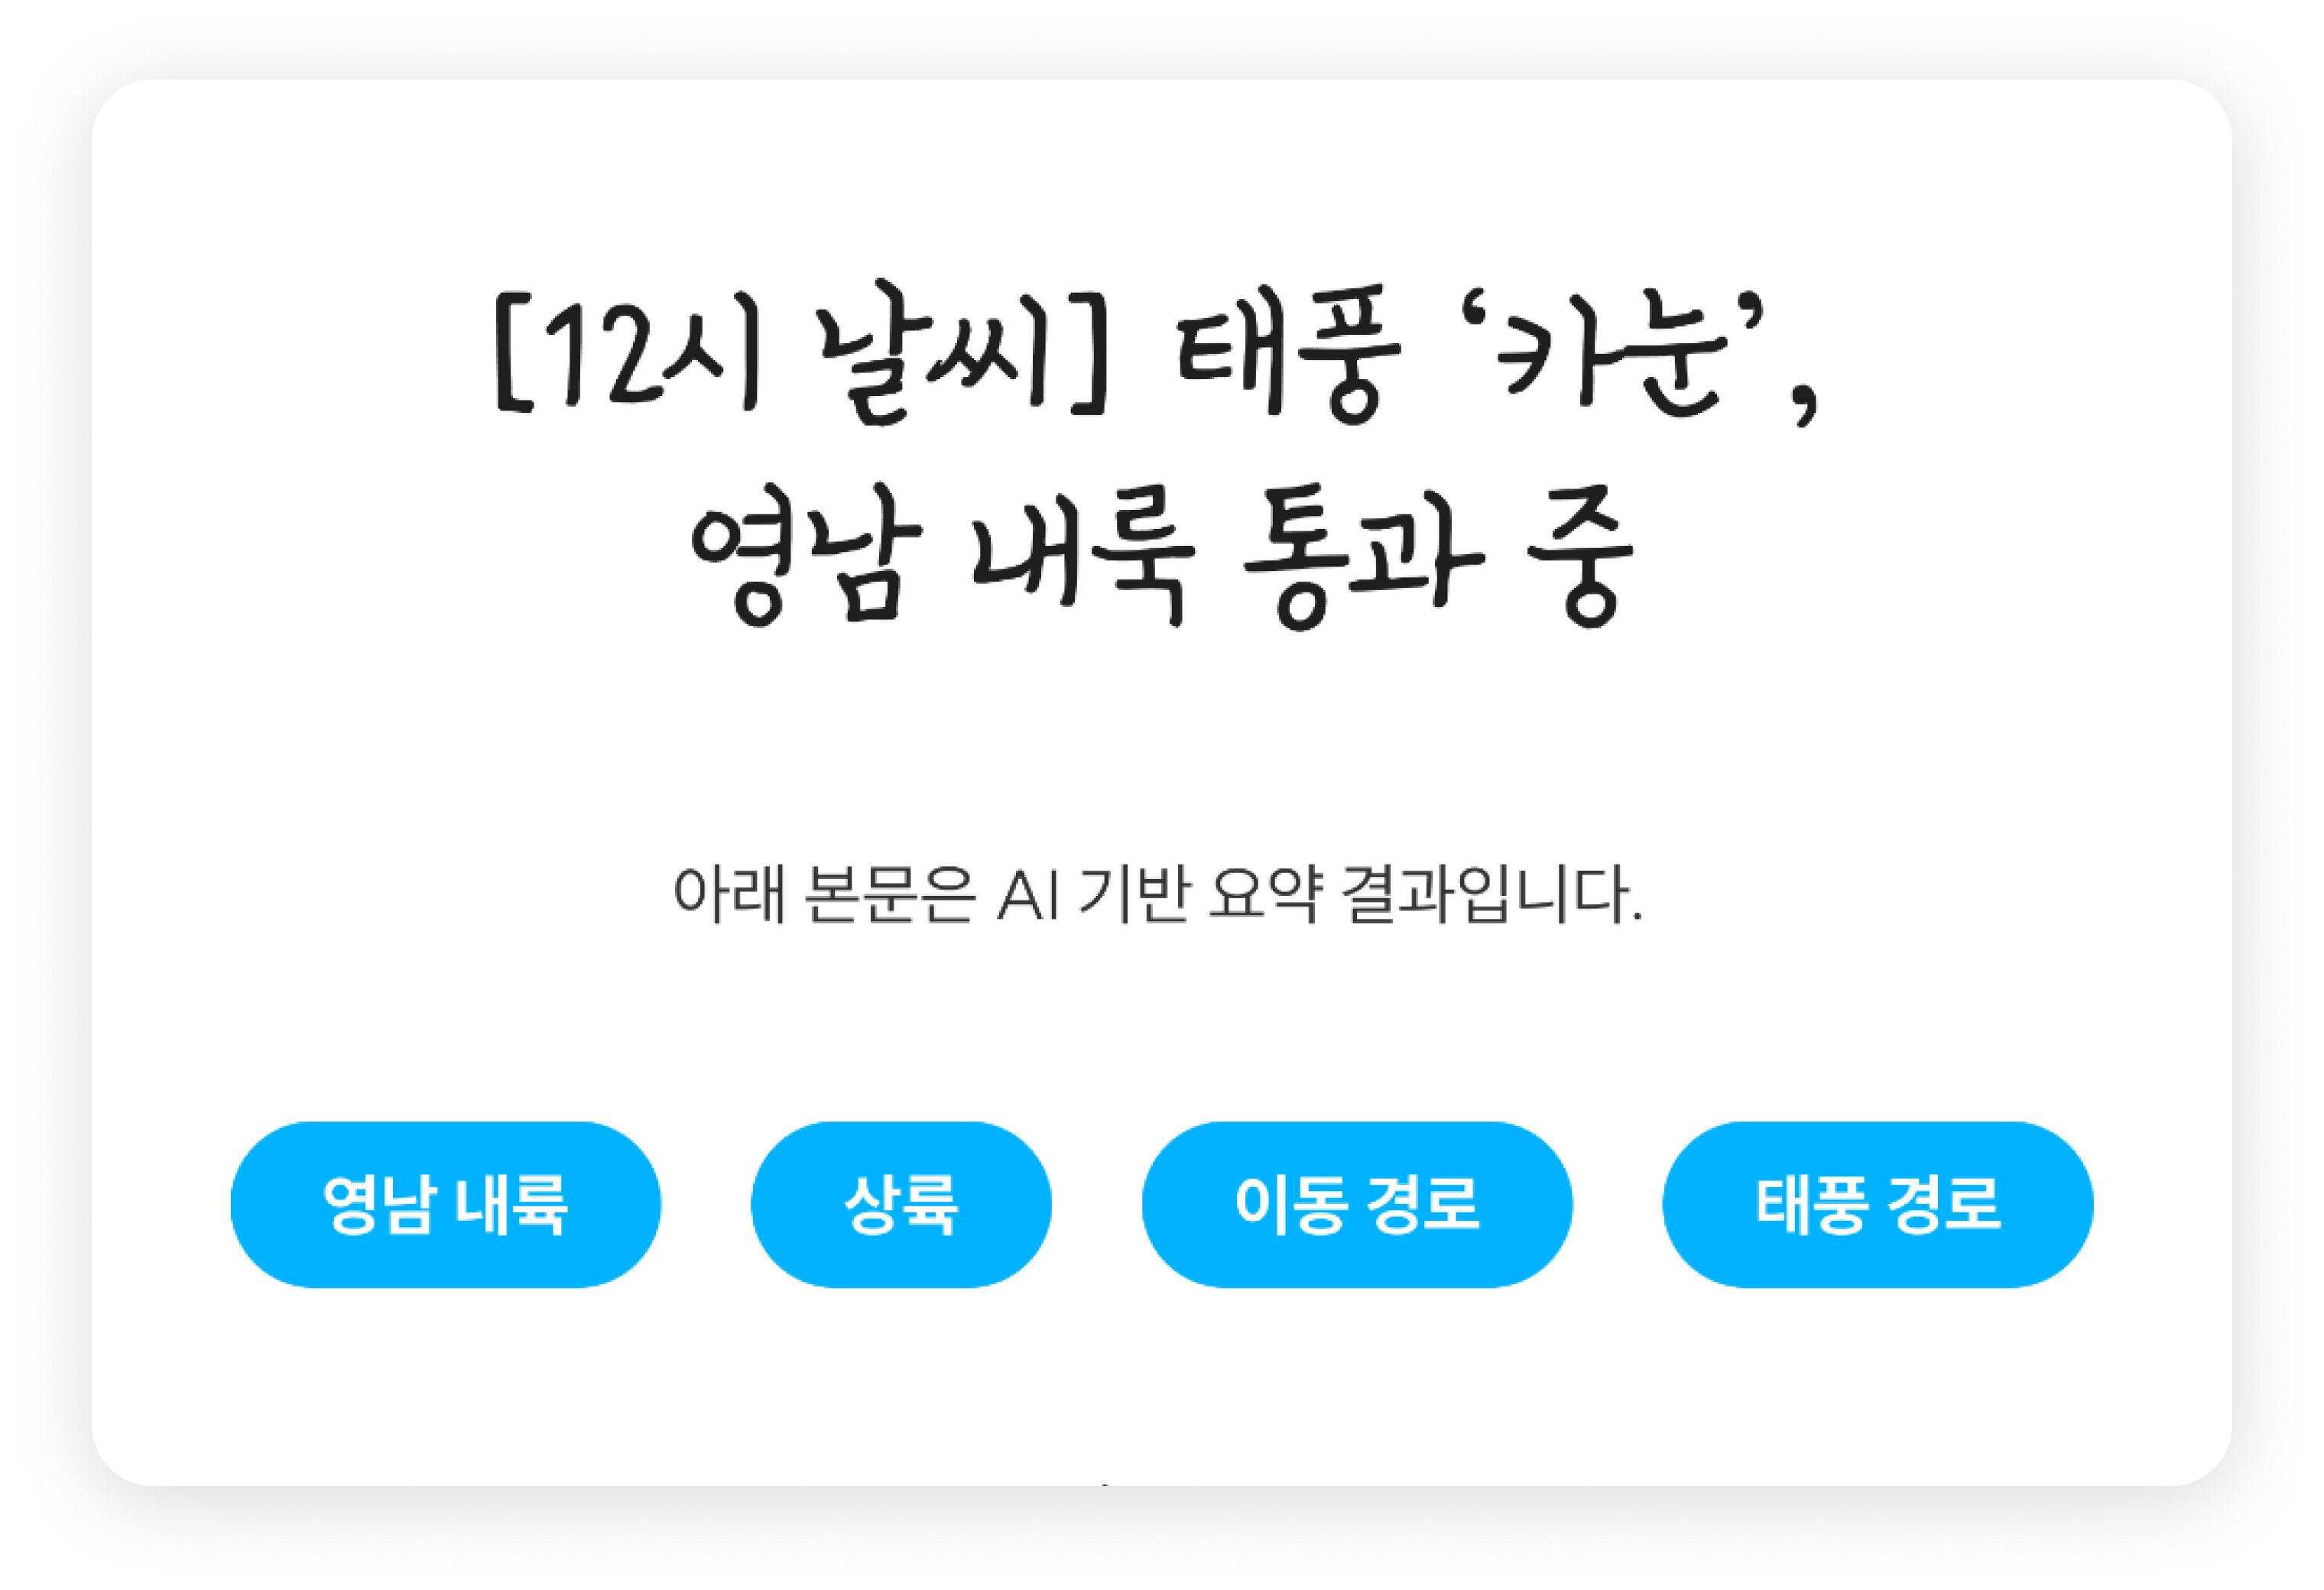 [12시 날씨] 태풍 ‘카눈’,
영남 내룩 통과 중
아래 본문은 AI 기반 요약 결과입니다.
영남 내륙 상륙 이동 경로 태풍 경로